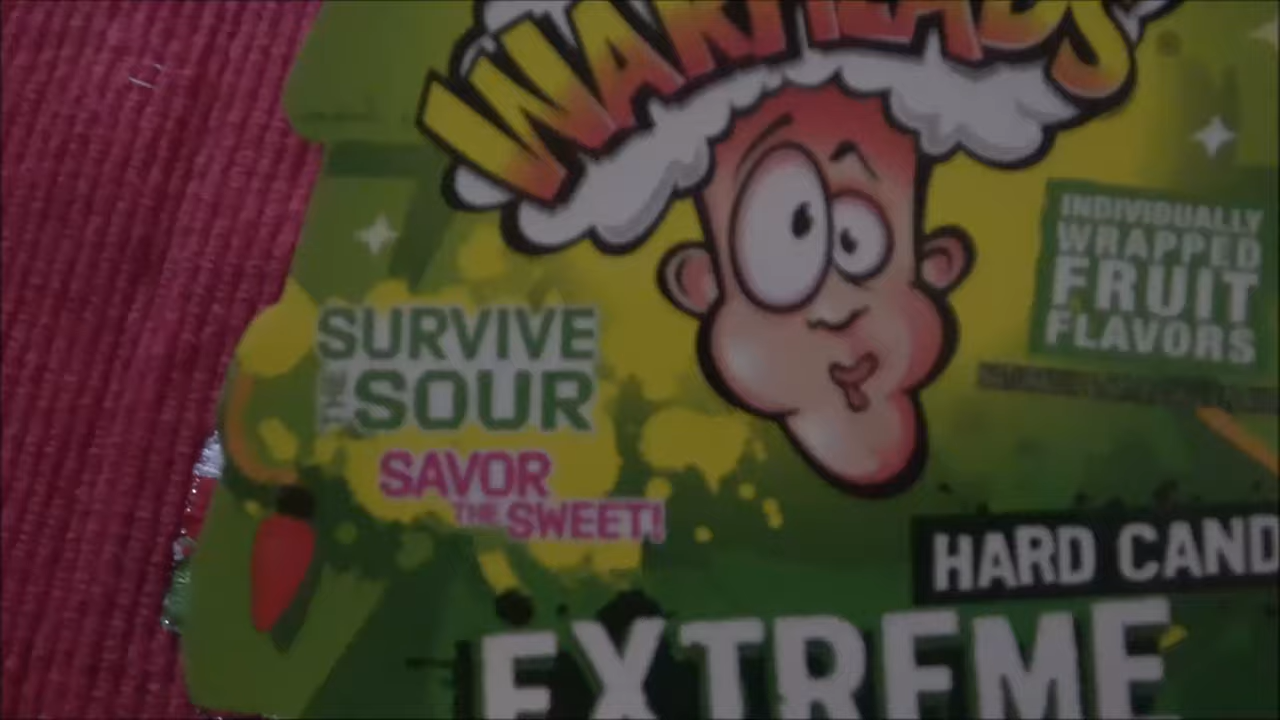 WARHEADS
INDIVIDUALLY
WRAPPED
FRUIT
FLAVORS
SURVIVE
THE SOUR
SAVOR
THE SWEET!
HARD CAND
EXTREME